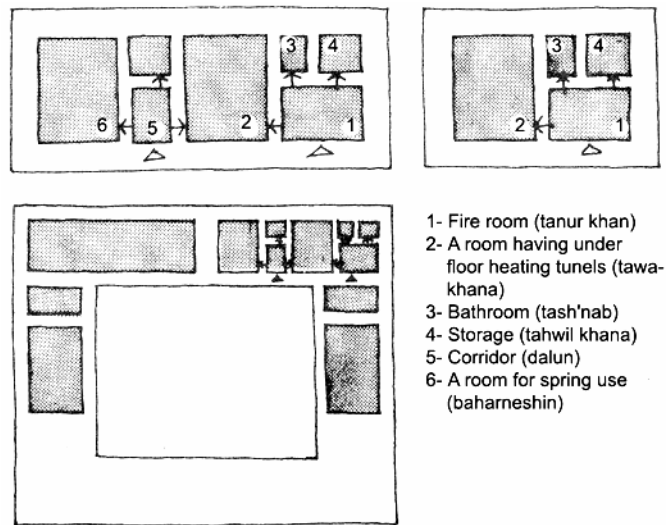 3
4
6
5
2
1
3
4
2
1
1- Fire room (tanur khan)
2- A room having under
floor heating tunels (tawa-
khana)
3- Bathroom (tash'nab)
4- Storage (tahwil khana)
5- Corridor (dalun)
6- A room for spring use
(baharneshin)